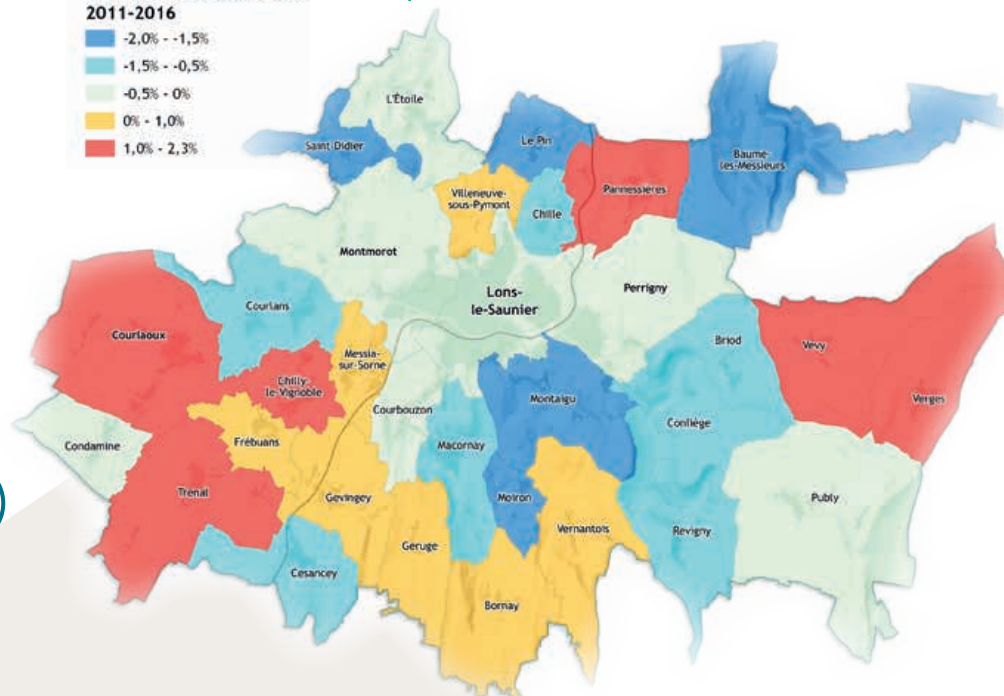 2011-2016
-2,0% - -1,5%
-1,5% - -0,5%
-0,5% - 0%
0% - 1,0%
1,0% - 2,3%
L'Étoile
Saint Didier
Le Pin
Baume-
les-Messieurs
Villeneuve-
sous-Pymont
Chille
Pannessières
Montmorot
Lons-
le-Saunier
Perrigny
Courlans
Courlaoux
Messia-
sur-Sorne
Briod
Vevy
Chilly-
le-Vignoble
Montaigu
Verges
Courbouzon
Condamine
Frébuans
Macornay
Conliège
Trenal
Gevingey
Moiron
Publy
Vernantois
Geruge
Revigny
Cesancey
Bornay
)